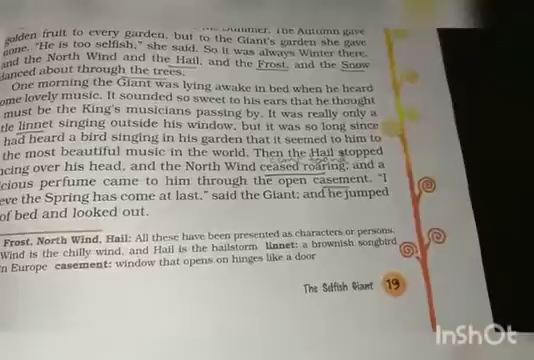 Summer. The Autumn gave
golden fruit to every garden, but to the Giant's garden she gave
none. "He is too selfish," she said. So it was always Winter there,
and the North Wind and the Hail, and the Frost, and the Snow
danced about through the trees.
One morning the Giant was lying awake in bed when he heard
ome lovely music. It sounded so sweet to his ears that he thought
must be the King's musicians passing by. It was really only a
tle linnet singing outside his window, but it was so long since
had heard a bird singing in his garden that it seemed to him to
the most beautiful music in the world. Then the Hail stopped
ncing over his head, and the North Wind ceased roaring, and a
icious perfume came to him through the open casement. "I
eve the Spring has come at last," said the Giant; and he jumped
of bed and looked out.
Frost, North Wind, Hail: All these have been presented as characters or persons.
Wind is the chilly wind, and Hail is the hailstorm linnet: a brownish songbird
n Europe casement: window that opens on hinges like a door
The Selfish Giant 19
InShOt